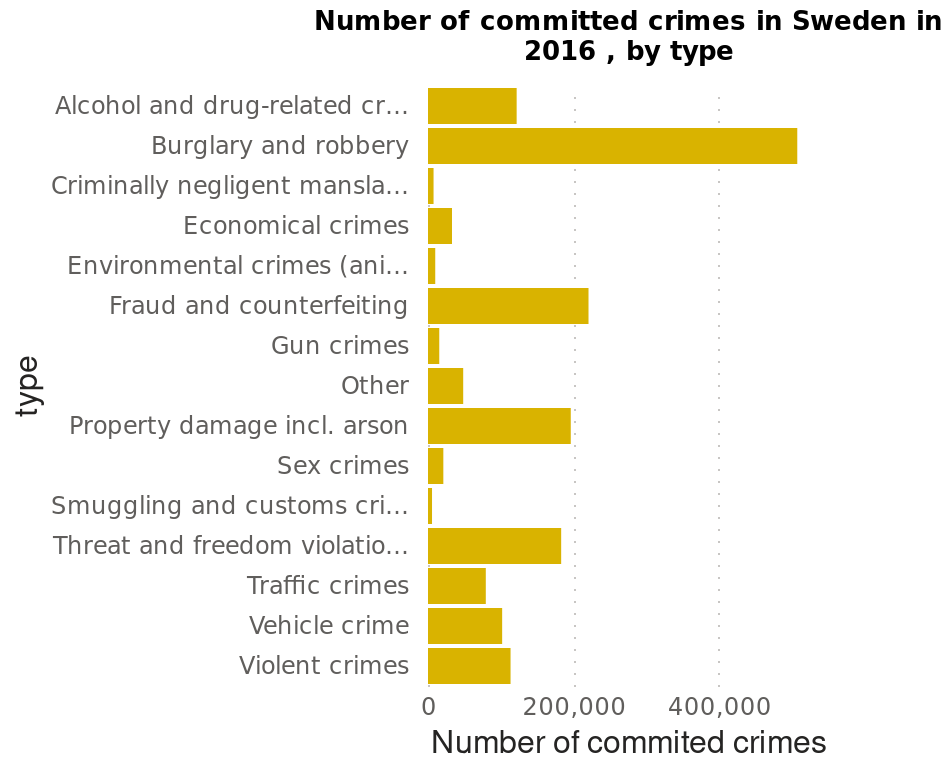 Number of committed crimes in Sweden in
2016 , by type
Alcohol and drug-related cr...
Burglary and robbery
Criminally negligent mansla...
Economical crimes
Environmental crimes (ani...
Fraud and counterfeiting
Gun crimes
Other
Property damage incl. arson
Sex crimes
Smuggling and customs cri...
Threat and freedom violatio...
Traffic crimes
Vehicle crime
Violent crimes
type
0 200,000 400,000
Number of commited crimes